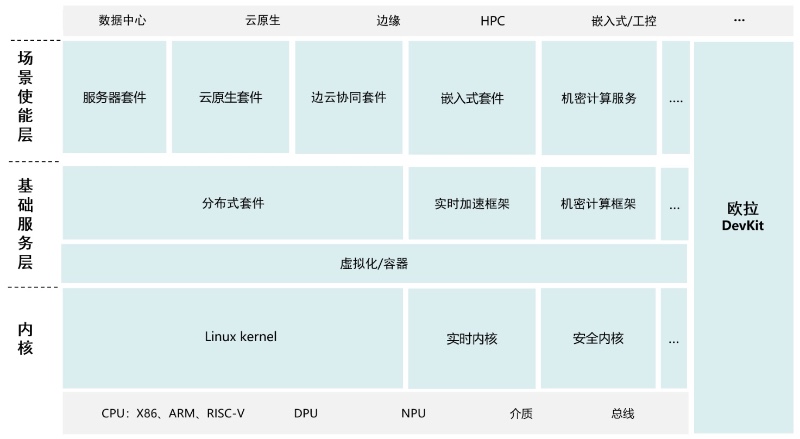 数据中心 云原生 边缘 HPC 嵌入式/工控 ...
场景使能层
服务器套件 云原生套件 边云协同套件 嵌入式套件 机密计算服务 ....
基础服务层
分布式套件 实时加速框架 机密计算框架 ...
欧拉
DevKit
虚拟化/容器
内核
Linux kernel 实时内核 安全内核 ...
CPU：X86、ARM、RISC-V DPU NPU 介质 总线